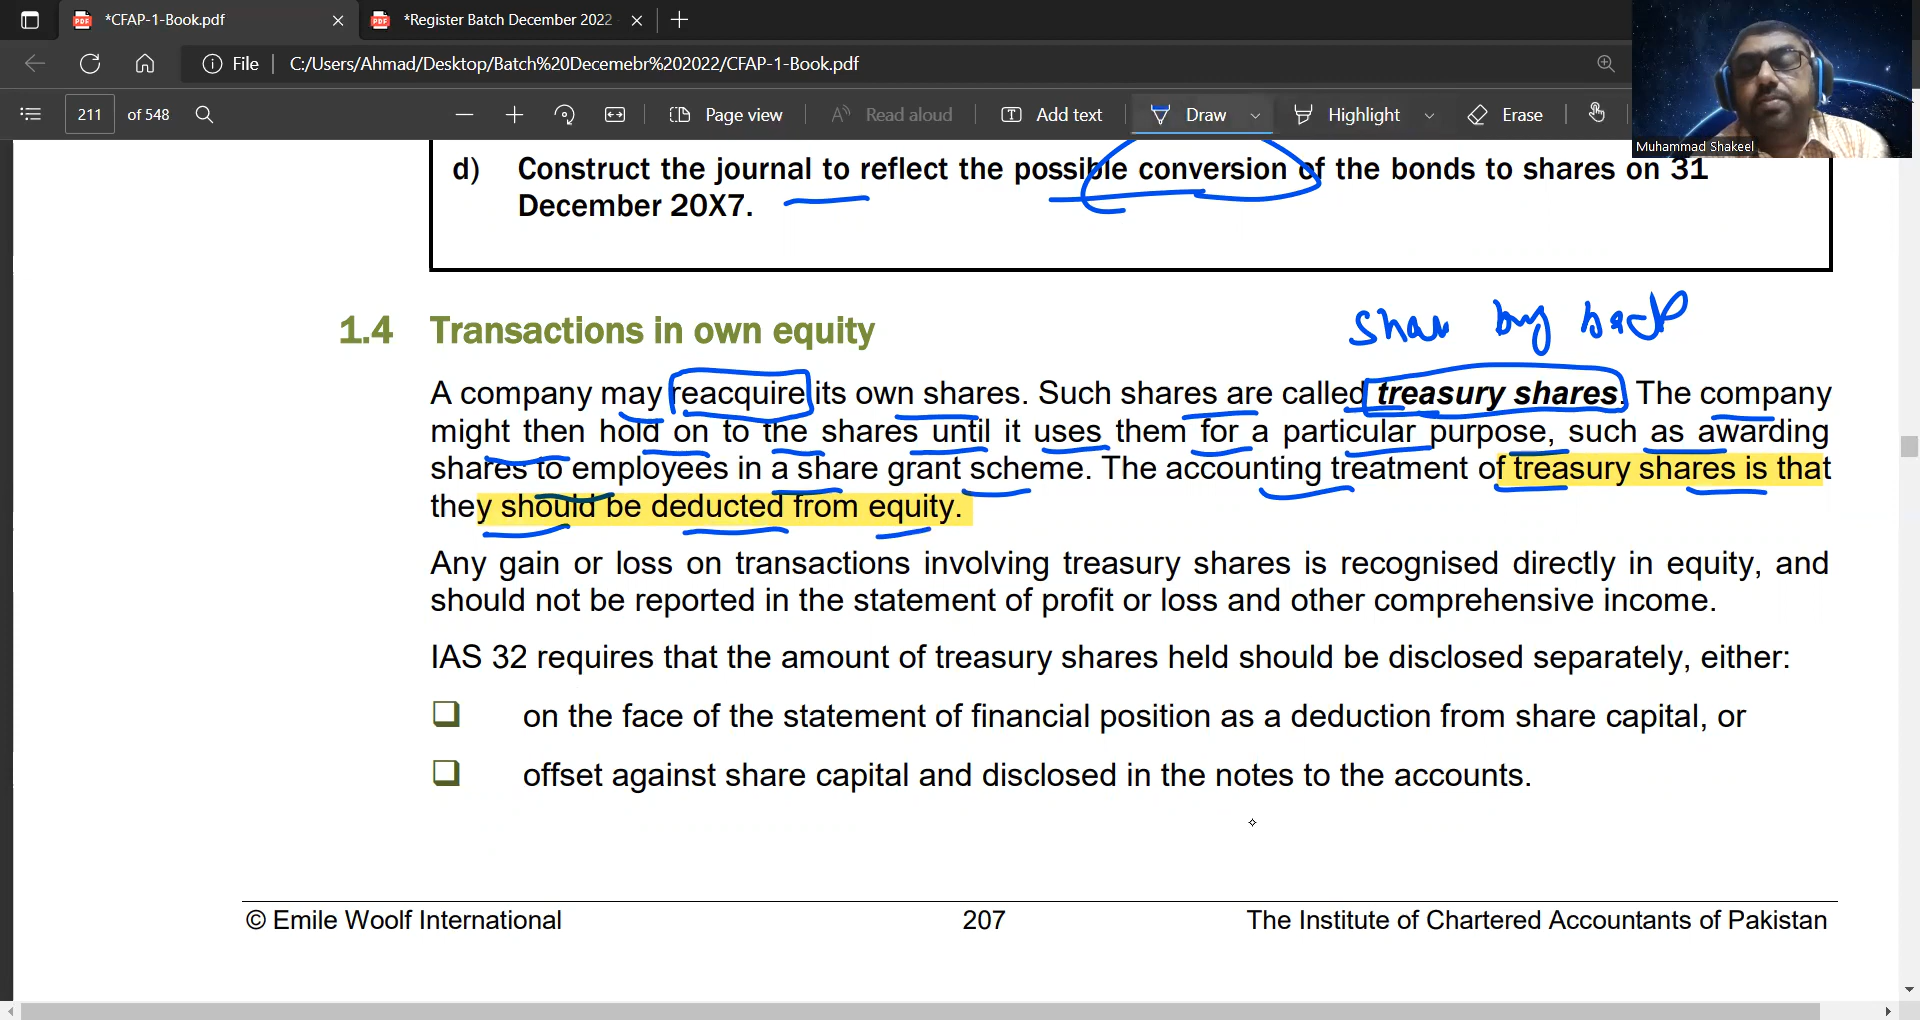 *CFAP-1-Book.pdf
*Register Batch December 2022
File
C:/Users/Ahmad/Desktop/Batch%20Decemebr%202022/CFAP-1-Book.pdf
211 of 548
Page view
Read aloud
Add text
Draw
Highlight
Erase
Muhammad Shakeel
d) Construct the journal to reflect the possible conversion of the bonds to shares on 31
December 20X7.
share buy back
1.4 Transactions in own equity
A company may reacquire its own shares. Such shares are called treasury shares. The company
might then hold on to the shares until it uses them for a particular purpose, such as awarding
shares to employees in a share grant scheme. The accounting treatment of treasury shares is that
they should be deducted from equity.
Any gain or loss on transactions involving treasury shares is recognised directly in equity, and
should not be reported in the statement of profit or loss and other comprehensive income.
IAS 32 requires that the amount of treasury shares held should be disclosed separately, either:
on the face of the statement of financial position as a deduction from share capital, or
offset against share capital and disclosed in the notes to the accounts.
© Emile Woolf International 207 The Institute of Chartered Accountants of Pakistan